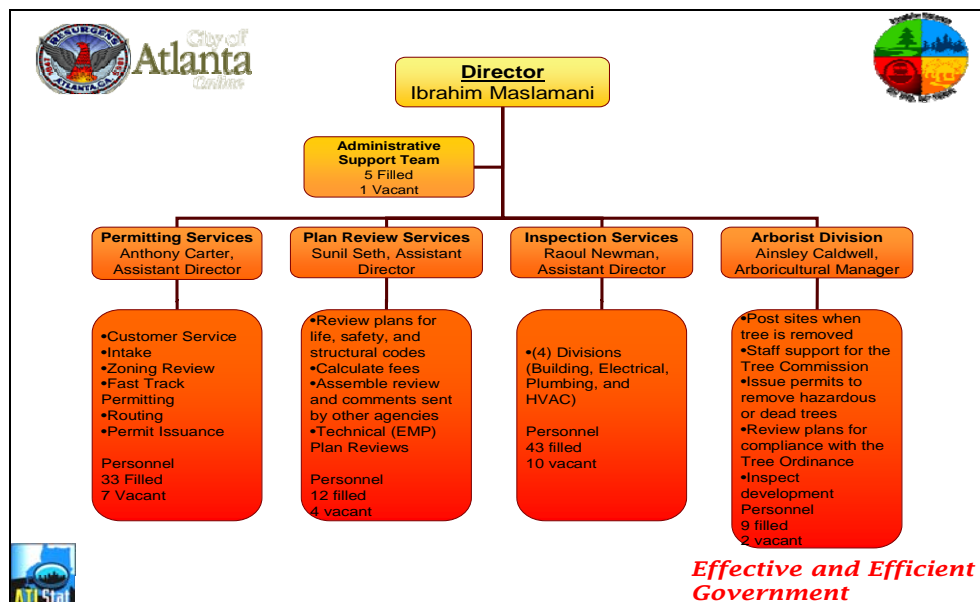 RESURGENS
ATLANTA, GA.
City of
Atlanta
Online
Director
Ibrahim Maslamani
Administrative
Support Team
5 Filled
1 Vacant
Permitting Services
Anthony Carter,
Assistant Director
Plan Review Services
Sunil Seth, Assistant
Director
Inspection Services
Raoul Newman,
Assistant Director
Arborist Division
Ainsley Caldwell,
Arboricultural Manager
•Customer Service
•Intake
•Zoning Review
•Fast Track
Permitting
•Routing
•Permit Issuance
Personnel
33 Filled
7 Vacant
•Review plans for
life, safety, and
structural codes
•Calculate fees
•Assemble review
and comments sent
by other agencies
•Technical (EMP)
Plan Reviews
Personnel
12 filled
4 vacant
•(4) Divisions
(Building, Electrical,
Plumbing, and
HVAC)
Personnel
43 filled
10 vacant
•Post sites when
tree is removed
•Staff support for the
Tree Commission
•Issue permits to
remove hazardous
or dead trees
•Review plans for
compliance with the
Tree Ordinance
•Inspect
development
Personnel
9 filled
2 vacant
ATLStat
Effective and Efficient
Government